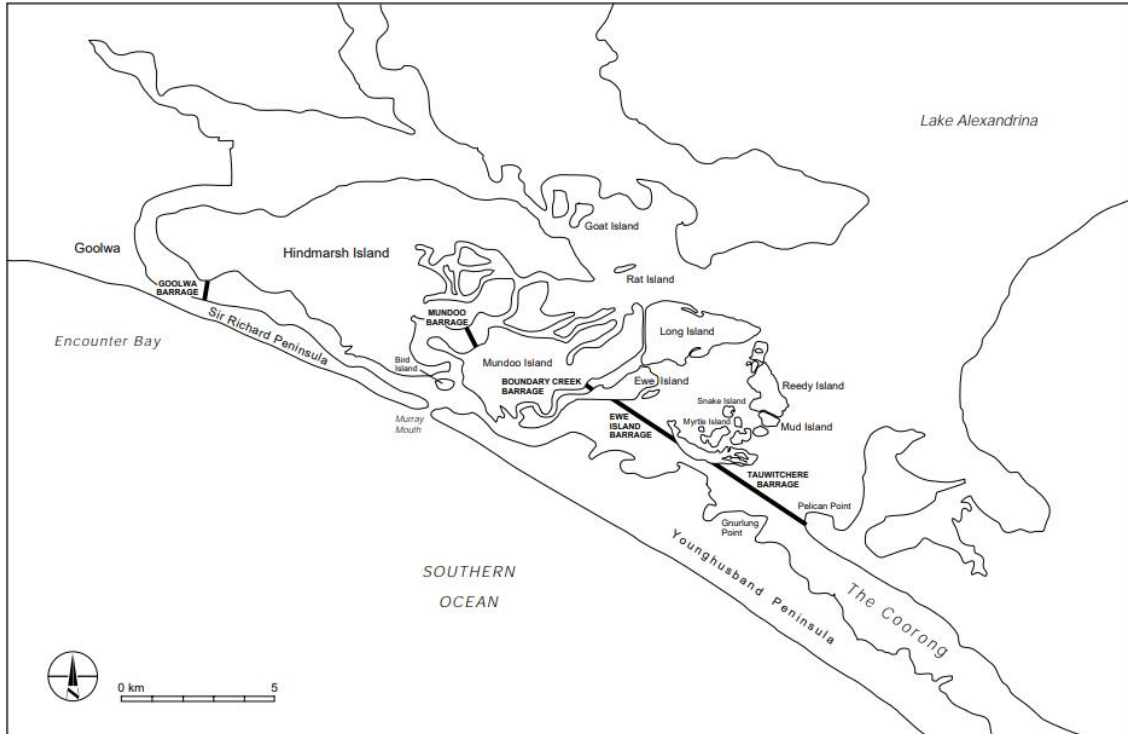 Lake Alexandrina
Goat Island
Goolwa
Hindmarsh Island
Rat Island
GOOLWA
BARRAGE
Sir Richard Peninsula
MUNDOO
BARRAGE
Long Island
Encounter Bay
Bird
Island
Mundoo Island
BOUNDARY CREEK
BARRAGE
Ewe Island
Reedy Island
Snake Island
Murray
Mouth
EWE
ISLAND
BARRAGE
Myrtle Island
Mud Island
TAUWITCHERE
BARRAGE
Pelican Point
Gnurlung
Point
Younghusband Peninsula
The Coorong
SOUTHERN
OCEAN
0 km 5